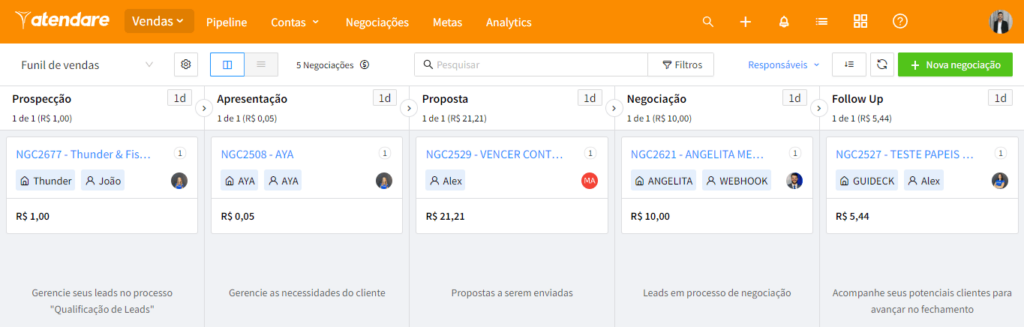 atendare
Vendas
Pipeline
Contas
Negociações
Metas
Analytics
Funil de vendas
5 Negociações
Pesquisar
Filtros
Responsáveis
Nova negociação
Prospecção
1d
1 de 1 (R$ 1,00)
NGC2677 - Thunder & Fis...
1
Thunder
João
R$ 1,00
Gerencie seus leads no processo
"Qualificação de Leads"
Apresentação
1d
1 de 1 (R$ 0,05)
NGC2508 - AYA
1
AYA
AYA
R$ 0,05
Gerencie as necessidades do cliente
Proposta
1d
1 de 1 (R$ 21,21)
NGC2529 - VENCER CONT...
1
Alex
MA
R$ 21,21
Propostas a serem enviadas
Negociação
1d
1 de 1 (R$ 10,00)
NGC2621 - ANGELITA ME...
1
ANGELITA
WEBHOOK
R$ 10,00
Leads em processo de negociação
Follow Up
1d
1 de 1 (R$ 5,44)
NGC2527 - TESTE PAPEIS ...
1
GUIDECK
Alex
R$ 5,44
Acompanhe seus potenciais clientes para
avançar no fechamento